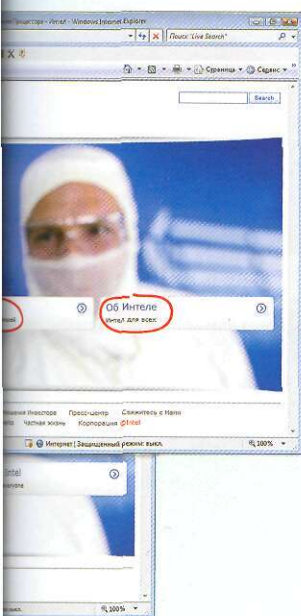 - Windows Internet Explorer
Поиск "Live Search"
Страница Сервис
Search
Об Интеле
Интел для всех
Пресс-центр Свяжитесь с Нами
Частная жизнь Корпорация Intel
Интернет | Защищенный режим: выкл. 100%
Intel
100%